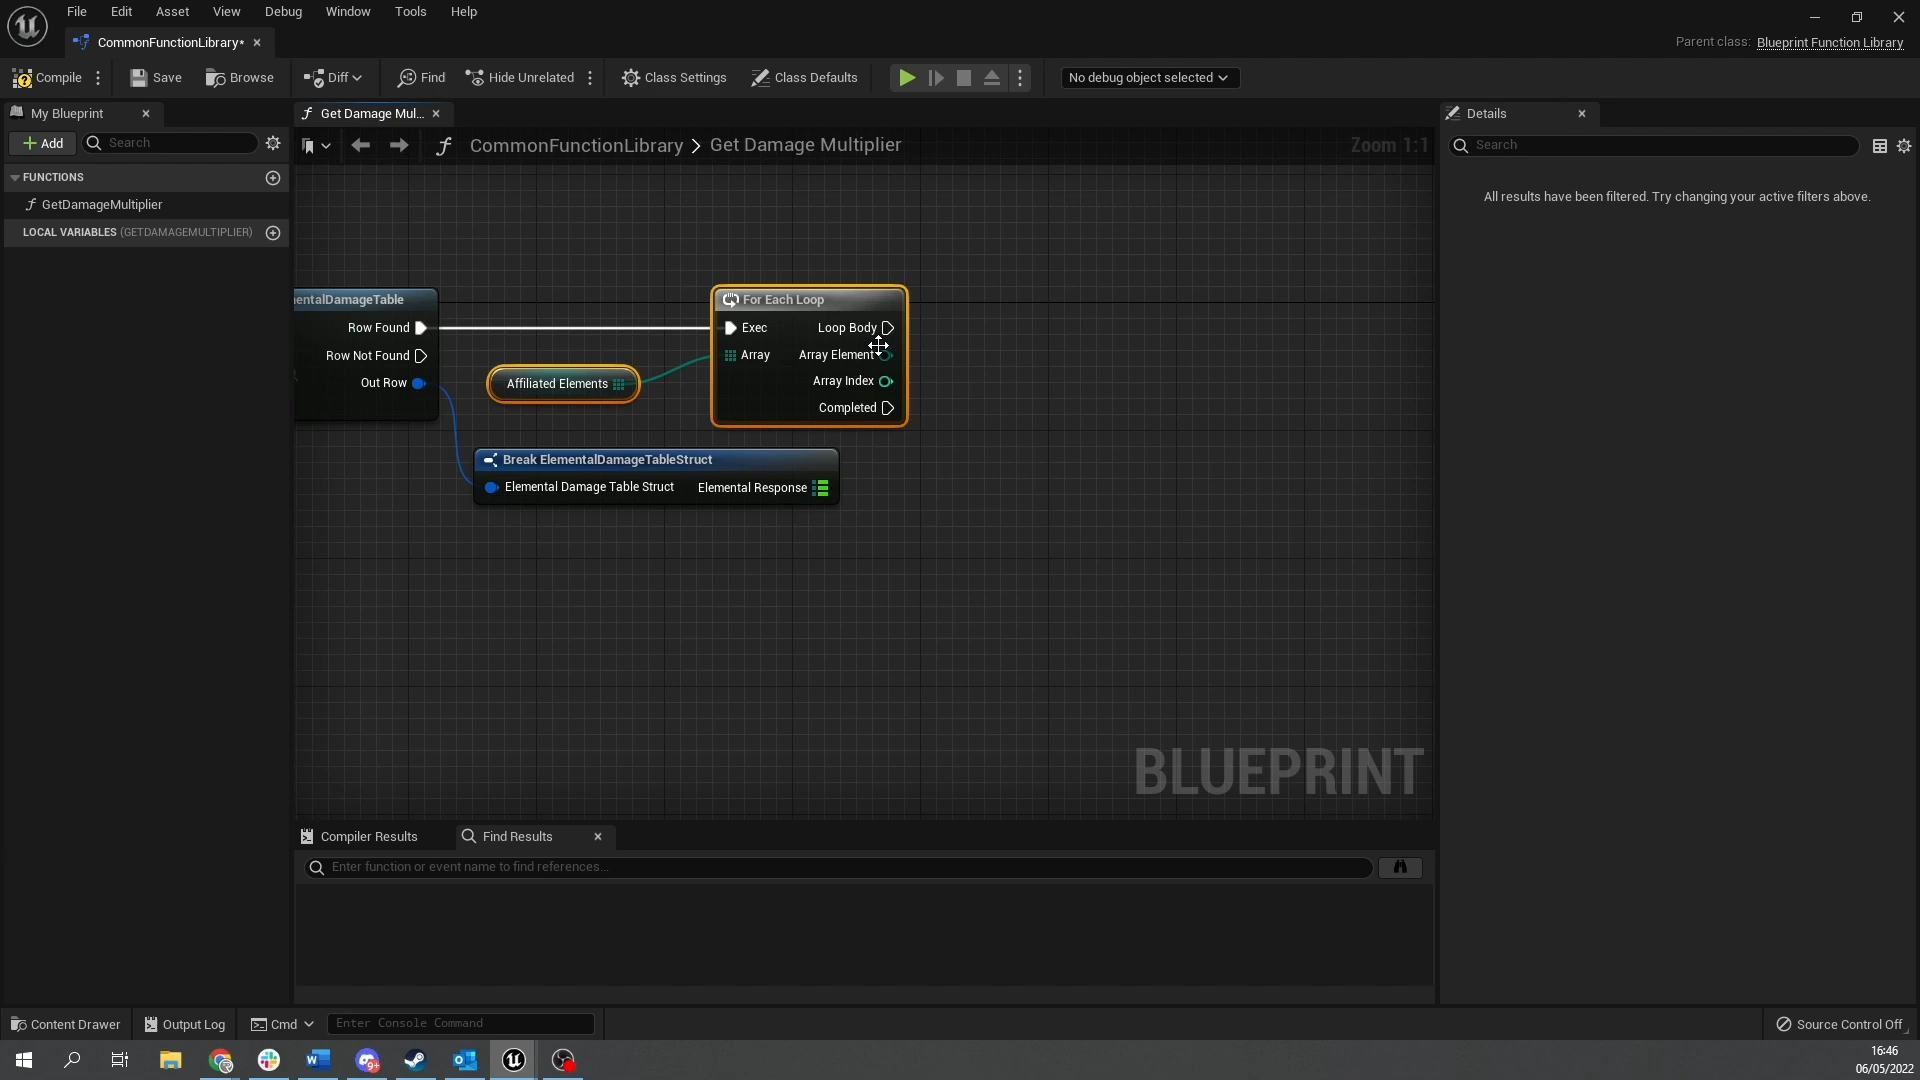 File Edit Asset View Debug Window Tools Help
CommonFunctionLibrary*
Parent class: Blueprint Function Library
Compile Save Browse Diff Find Hide Unrelated Class Settings Class Defaults No debug object selected
My Blueprint
Get Damage Mul...
Details
Add Search
CommonFunctionLibrary > Get Damage Multiplier
Zoom 1:1
Search
FUNCTIONS
GetDamageMultiplier
LOCAL VARIABLES (GETDAMAGEMULTIPLIER)
All results have been filtered. Try changing your active filters above.
entalDamageTable
Row Found
Row Not Found
Out Row
For Each Loop
Exec Loop Body
Array Array Element
Array Index
Completed
Affiliated Elements
Break ElementalDamageTableStruct
Elemental Damage Table Struct Elemental Response
BLUEPRINT
Compiler Results Find Results
Enter function or event name to find references...
Content Drawer Output Log Cmd Enter Console Command Source Control Off
9+
16:46
06/05/2022